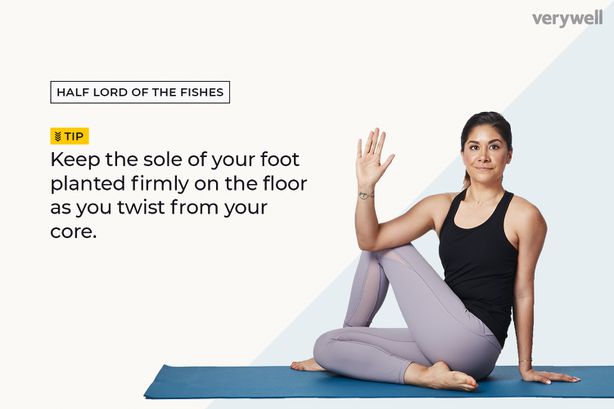 verywell
HALF LORD OF THE FISHES
TIP
Keep the sole of your foot
planted firmly on the floor
as you twist from your
core.